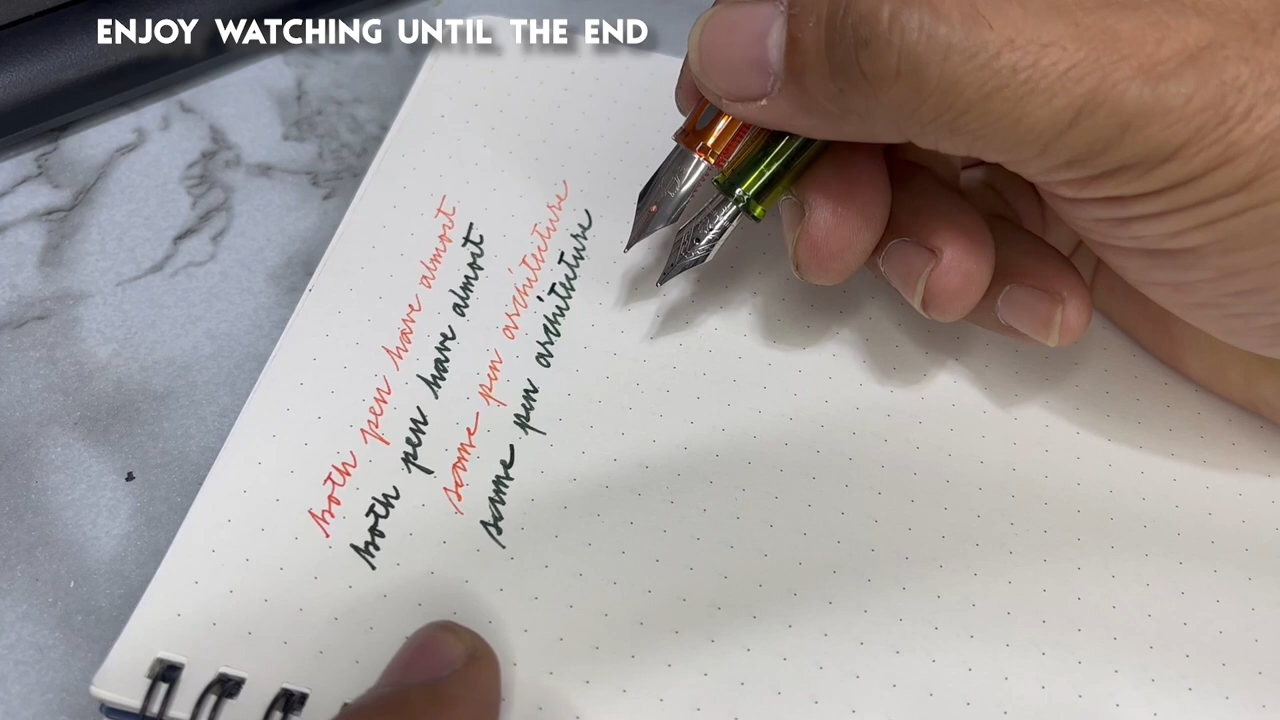 ENJOY WATCHING UNTIL THE END
both pen have almost
both pen have almost
same pen architecture
same pen architecture